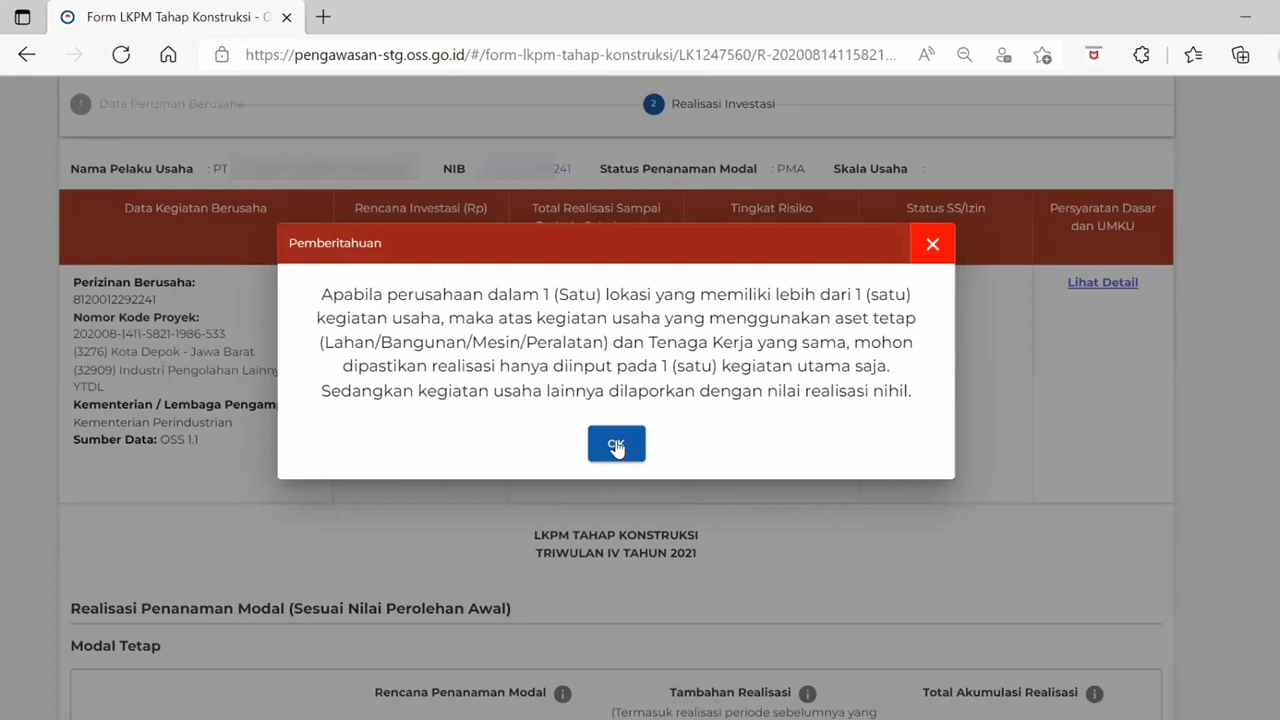 Form LKPM Tahap Konstruksi - O
https://pengawasan-stg.oss.go.id/#/form-lkpm-tahap-konstruksi/LK1247560/R-20200814115821...
1 Data Perizinan Berusaha
2 Realisasi Investasi
Nama Pelaku Usaha : PT NIB 241 Status Penanaman Modal : PMA Skala Usaha :
Data Kegiatan Berusaha Rencana Investasi (Rp) Total Realisasi Sampai Tingkat Risiko Status SS/Izin Persyaratan Dasar
dan UMKU
Pemberitahuan
Apabila perusahaan dalam 1 (Satu) lokasi yang memiliki lebih dari 1 (satu)
kegiatan usaha, maka atas kegiatan usaha yang menggunakan aset tetap
(Lahan/Bangunan/Mesin/Peralatan) dan Tenaga Kerja yang sama, mohon
dipastikan realisasi hanya diinput pada 1 (satu) kegiatan utama saja.
Sedangkan kegiatan usaha lainnya dilaporkan dengan nilai realisasi nihil.
OK
Perizinan Berusaha:
8120012292241
Nomor Kode Proyek:
202008-1411-5821-1986-533
(3276) Kota Depok - Jawa Barat
(32909) Industri Pengolahan Lainny
YTDL
Kementerian / Lembaga Pengam
Kementerian Perindustrian
Sumber Data: OSS 1.1
Lihat Detail
LKPM TAHAP KONSTRUKSI
TRIWULAN IV TAHUN 2021
Realisasi Penanaman Modal (Sesuai Nilai Perolehan Awal)
Modal Tetap
Rencana Penanaman Modal Tambahan Realisasi Total Akumulasi Realisasi
(Termasuk realisasi periode sebelumnya yang